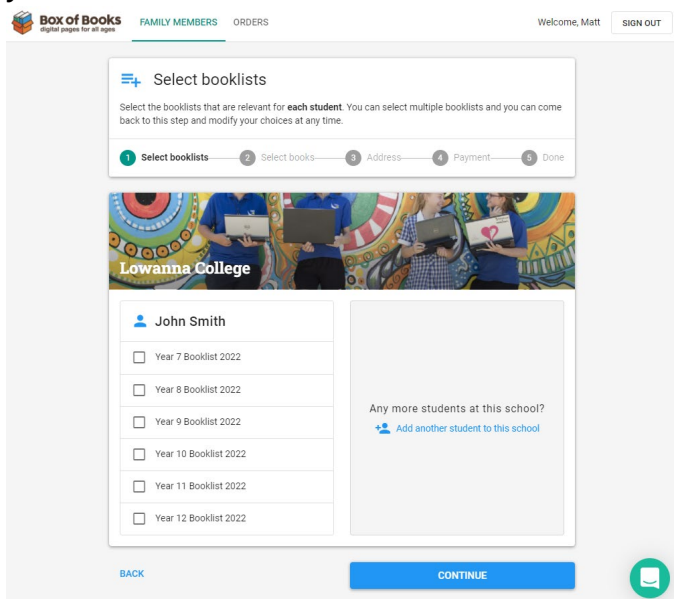 Box of Books
digital pages for all ages
FAMILY MEMBERS
ORDERS
Welcome, Matt
SIGN OUT
Select booklists
Select the booklists that are relevant for each student. You can select multiple booklists and you can come
back to this step and modify your choices at any time.
1 Select booklists
2 Select books
3 Address
4 Payment
5 Done
Lowanna College
John Smith
Year 7 Booklist 2022
Year 8 Booklist 2022
Year 9 Booklist 2022
Year 10 Booklist 2022
Year 11 Booklist 2022
Year 12 Booklist 2022
Any more students at this school?
Add another student to this school
BACK
CONTINUE